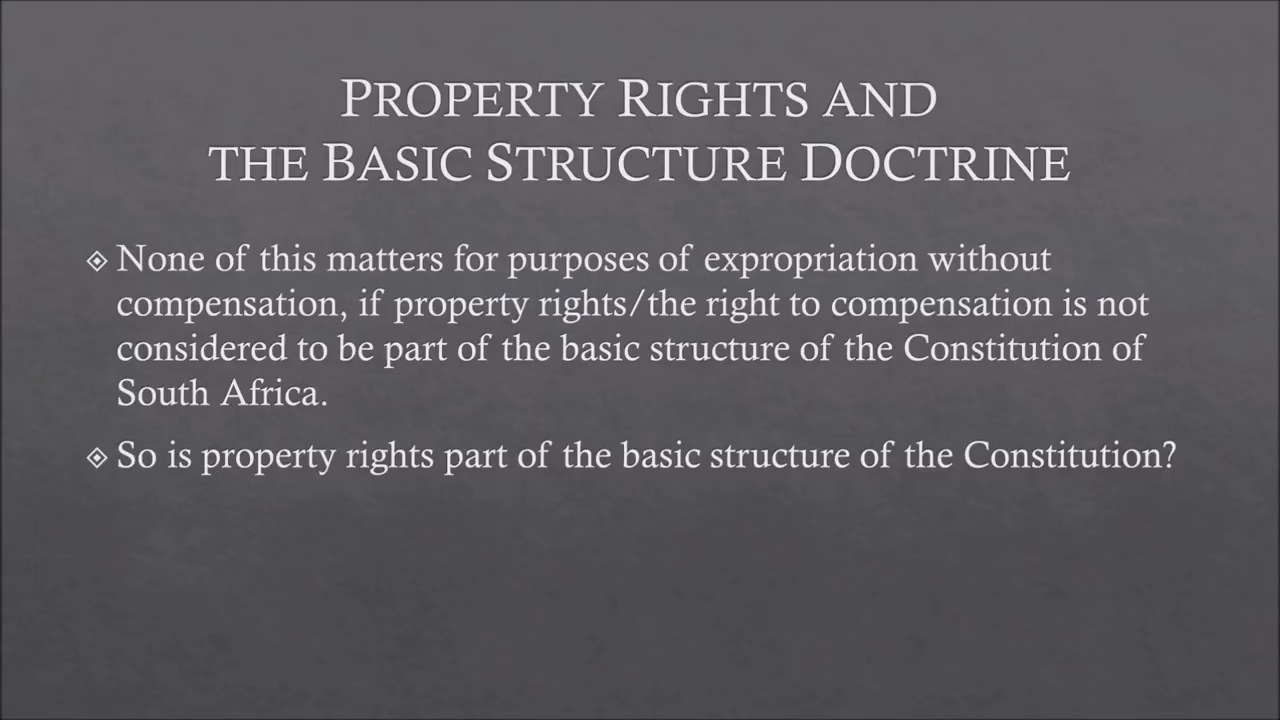 PROPERTY RIGHTS AND
THE BASIC STRUCTURE DOCTRINE
None of this matters for purposes of expropriation without
compensation, if property rights/the right to compensation is not
considered to be part of the basic structure of the Constitution of
South Africa.
So is property rights part of the basic structure of the Constitution?